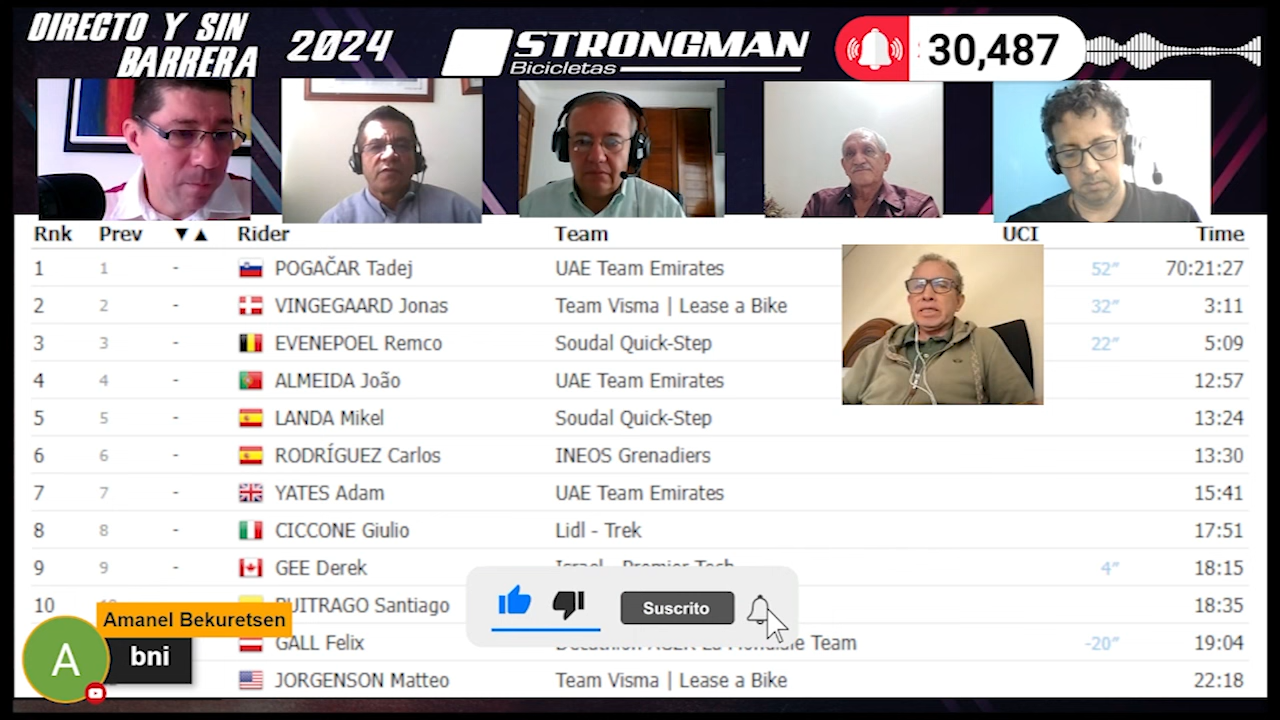 DIRECTO Y SIN BARRERA 2024
STRONGMAN
Bicicletas
30,487
Rnk Prev ▼▲ Rider Team UCI Time
1 1 - POGAČAR Tadej UAE Team Emirates 52″ 70:21:27
2 2 - VINGEGAARD Jonas Team Visma | Lease a Bike 32″ 3:11
3 3 - EVENEPOEL Remco Soudal Quick-Step 22″ 5:09
4 4 - ALMEIDA João UAE Team Emirates 12:57
5 5 - LANDA Mikel Soudal Quick-Step 13:24
6 6 - RODRÍGUEZ Carlos INEOS Grenadiers 13:30
7 7 - YATES Adam UAE Team Emirates 15:41
8 8 - CICCONE Giulio Lidl - Trek 17:51
9 9 - GEE Derek Israel - Premier Tech 4″ 18:15
10 BUITRAGO Santiago 18:35
GALL Felix Team -20″ 19:04
JORGENSON Matteo Team Visma | Lease a Bike 22:18
Amanel Bekuretsen
A bni
Suscrito